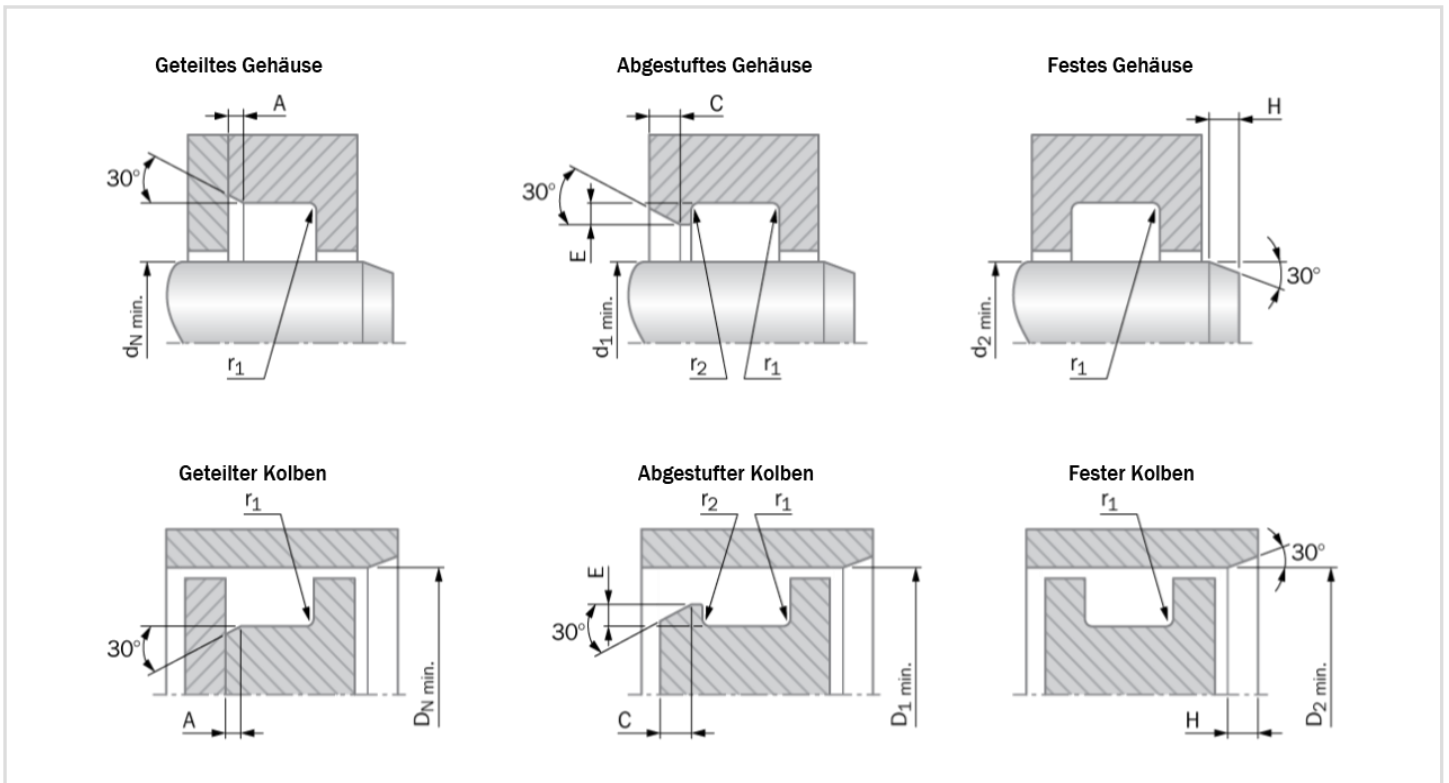 Geteiltes Gehäuse
Abgestuftes Gehäuse
Festes Gehäuse
A
C
H
30°
30°
E
30°
dN min.
d1 min.
d2 min.
r1
r2
r1
r1
Geteilter Kolben
Abgestufter Kolben
Fester Kolben
r1
r2
r1
r1
E
30°
30°
30°
DN min.
D1 min.
D2 min.
A
C
H